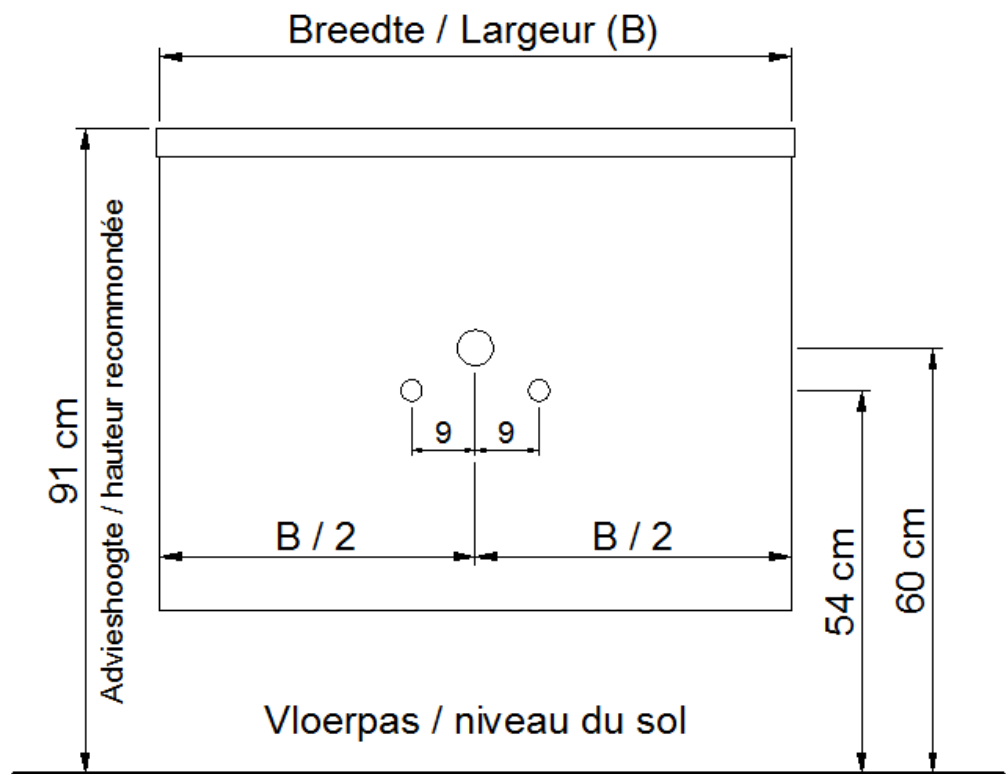 Breedte / Largeur (B)
91 cm
Advieshoogte / hauteur recommondée
9 9
B / 2 B / 2
54 cm
60 cm
Vloerpas / niveau du sol